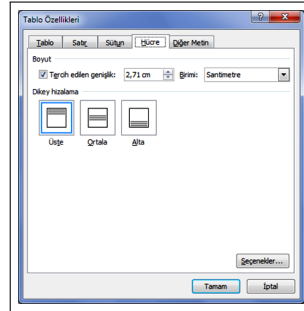 Tablo Özellikleri
Tablo Satır Sütun Hücre Diğer Metin
Boyut
Tercih edilen genişlik: 2,71 cm Birimi: Santimetre
Dikey hizalama
Üste Ortala Alta
Seçenekler...
Tamam İptal